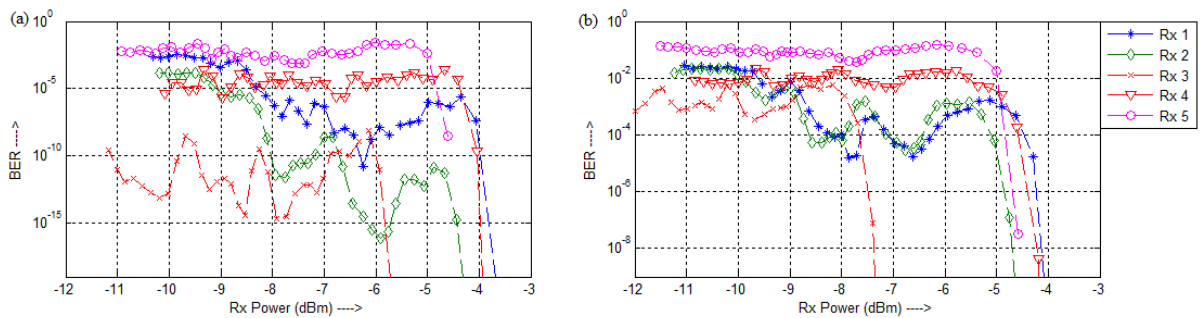 (a)
10^0
10^-5
10^-10
10^-15
BER --->
-12 -11 -10 -9 -8 -7 -6 -5 -4 -3
Rx Power (dBm) ---->
(b)
10^0
10^-2
10^-4
10^-6
10^-8
BER ---->
-12 -11 -10 -9 -8 -7 -6 -5 -4 -3
Rx Power (dBm) ---->
Rx 1
Rx 2
Rx 3
Rx 4
Rx 5